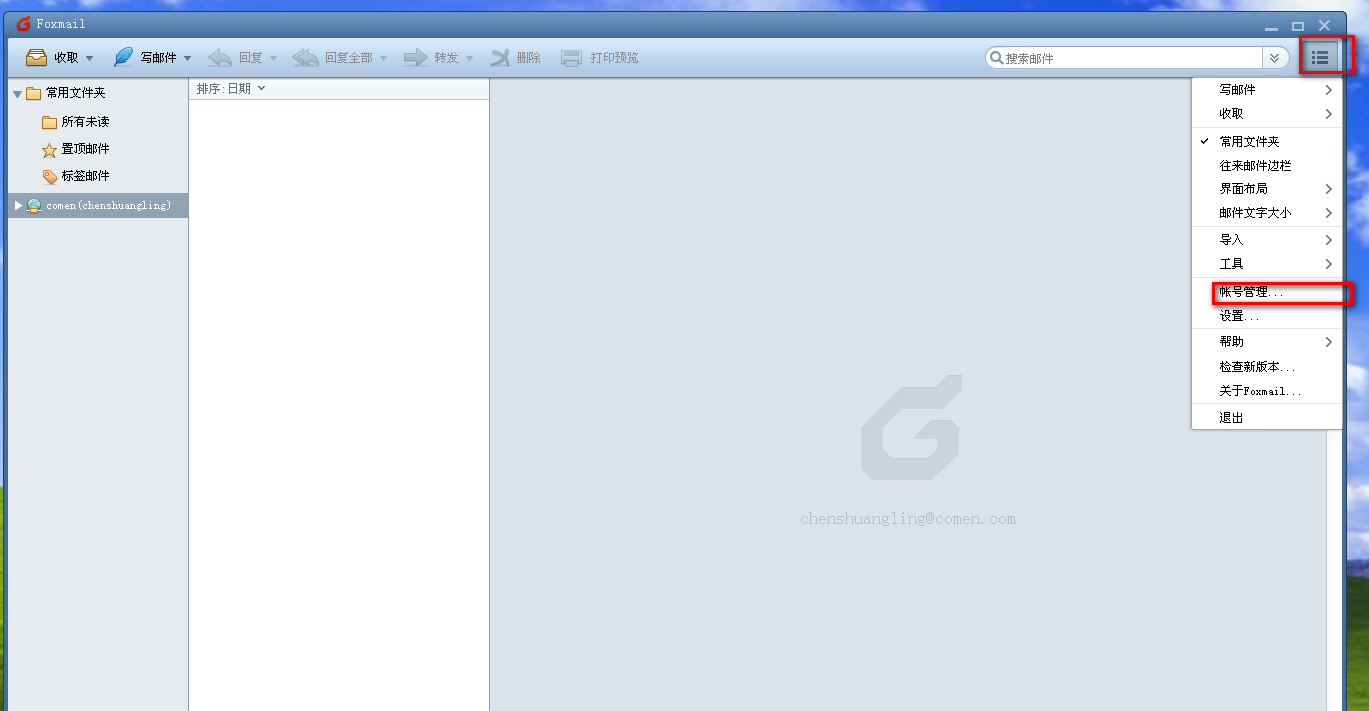 Foxmail
收取 写邮件 回复 回复全部 转发 删除 打印预览 搜索邮件
常用文件夹
所有未读
置顶邮件
标签邮件
comen(chenshuangling)
排序:日期
chenshuangling@comen.com
写邮件
收取
常用文件夹
往来邮件边栏
界面布局
邮件文字大小
导入
工具
帐号管理...
设置...
帮助
检查新版本...
关于Foxmail...
退出